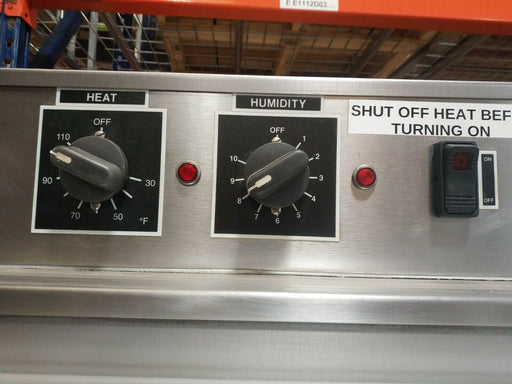 E E1112D03
HEAT
OFF
110
90
70
50
30
°F
HUMIDITY
OFF
1
2
3
4
5
6
7
8
9
10
SHUT OFF HEAT BEF
TURNING ON
ON
OFF